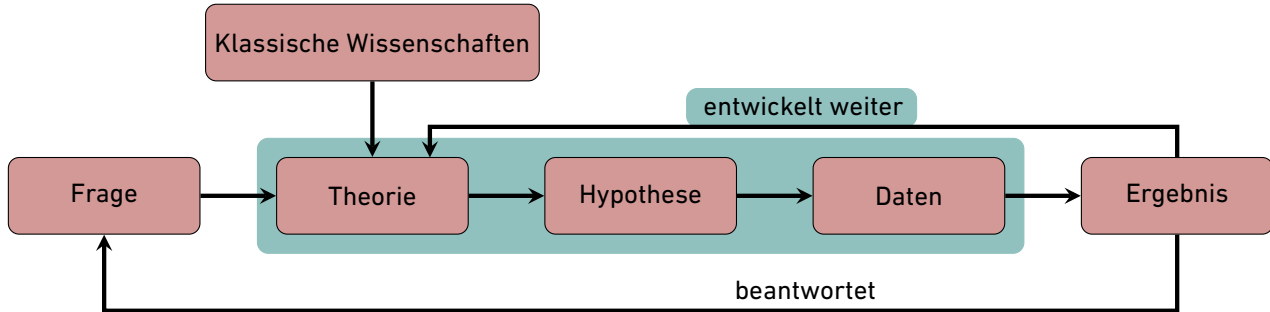 Klassische Wissenschaften
entwickelt weiter
Frage
Theorie
Hypothese
Daten
Ergebnis
beantwortet